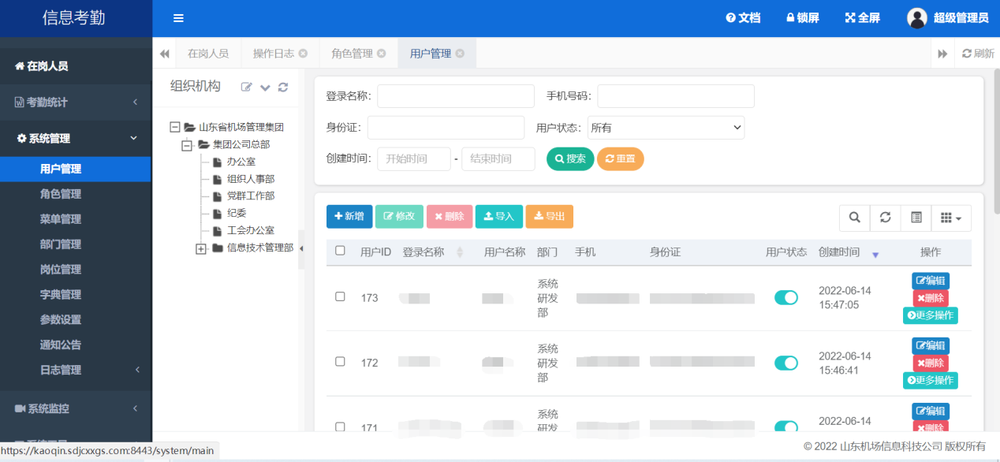 信息考勤
文档
锁屏
全屏
超级管理员
在岗人员
操作日志
角色管理
用户管理
刷新
在岗人员
考勤统计
系统管理
用户管理
角色管理
菜单管理
部门管理
岗位管理
字典管理
参数设置
通知公告
日志管理
系统监控
组织机构
山东省机场管理集团
集团公司总部
办公室
组织人事部
党群工作部
纪委
工会办公室
信息技术管理部
登录名称:
手机号码:
身份证:
用户状态: 所有
创建时间: 开始时间 - 结束时间 搜索 重置
新增 修改 删除 导入 导出
用户ID 登录名称 用户名称 部门 手机 身份证 用户状态 创建时间 操作
173 系统研发部 2022-06-14 15:47:05 编辑 删除 更多操作
172 系统研发部 2022-06-14 15:46:41 编辑 删除 更多操作
171 系统研发 2022-06-14 编辑 删除
© 2022 山东机场信息科技公司 版权所有
https://kaoqin.sdjcxxgs.com:8443/system/main